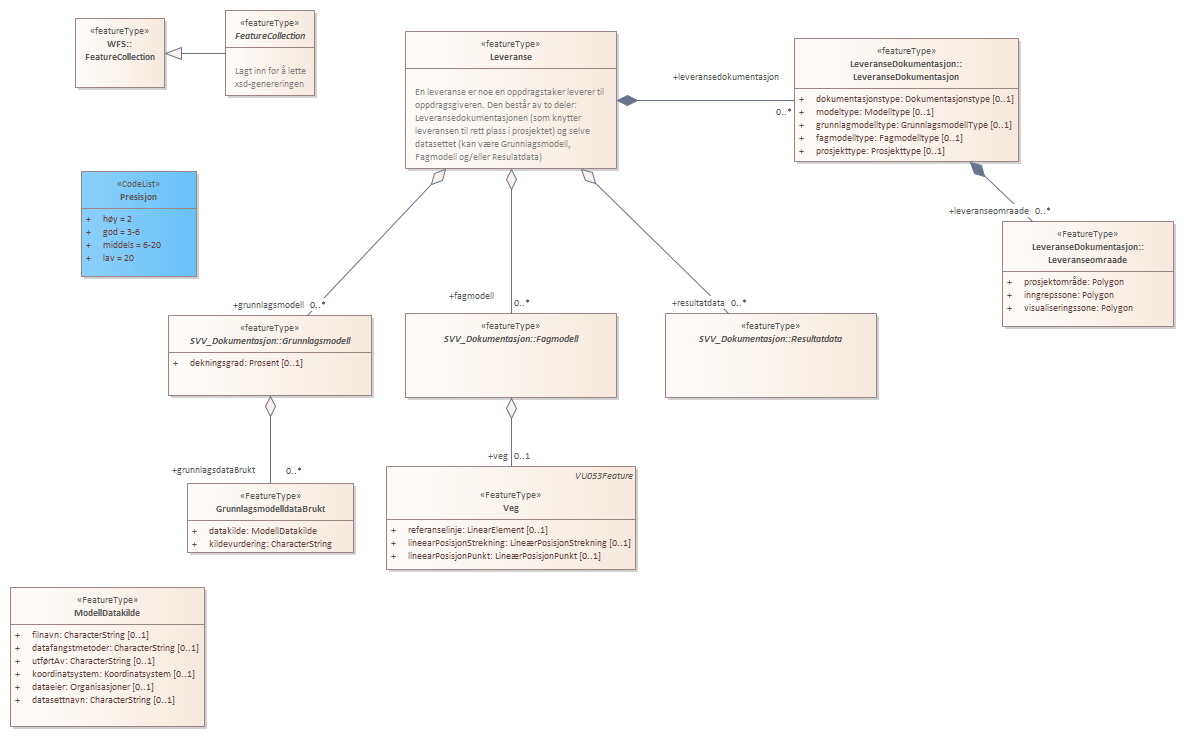 «featureType»
WFS::
FeatureCollection
«featureType»
FeatureCollection
Lagt inn for å lette
xsd-genereringen
«featureType»
Leveranse
En leveranse er noe en oppdragstaker leverer til
oppdragsgiveren. Den består av to deler:
Leveransedokumentasjonen (som knytter
leveransen til rett plass i prosjektet) og selve
datasettet (kan være Grunnlagsmodell,
Fagmodell og/eller Resulatdata)
+leveransedokumentasjon
0..*
«featureType»
LeveranseDokumentasjon::
LeveranseDokumentasjon
+ dokumentasjonstype: Dokumentasjonstype [0..1]
+ modeltype: Modelltype [0..1]
+ grunnlagmodelltype: GrunnlagsmodellType [0..1]
+ fagmodelltype: Fagmodelltype [0..1]
+ prosjekttype: Prosjekttype [0..1]
«CodeList»
Presisjon
+ høy = 2
+ god = 3-6
+ middels = 6-20
+ lav = 20
+leveranseomraade 0..*
«FeatureType»
LeveranseDokumentasjon::
Leveranseomraade
+ prosjektområde: Polygon
+ inngrepssone: Polygon
+ visualiseringssone: Polygon
+grunnlagsmodell 0..*
+fagmodell 0..*
+resultatdata 0..*
«featureType»
SVV_Dokumentasjon::Grunnlagsmodell
+ dekningsgrad: Prosent [0..1]
«featureType»
SVV_Dokumentasjon::Fagmodell
«featureType»
SVV_Dokumentasjon::Resultatdata
+grunnlagsdataBrukt 0..*
+veg 0..1
«FeatureType»
GrunnlagsmodelldataBrukt
+ datakilde: ModellDatakilde
+ kildevurdering: CharacterString
VU053Feature
«FeatureType»
Veg
+ referanselinje: LinearElement [0..1]
+ lineearPosisjonStrekning: LineærPosisjonStrekning [0..1]
+ lineearPosisjonPunkt: LineærPosisjonPunkt [0..1]
«FeatureType»
ModellDatakilde
+ filnavn: CharacterString [0..1]
+ datafangstmetoder: CharacterString [0..1]
+ utførtAv: CharacterString [0..1]
+ koordinatsystem: Koordinatsystem [0..1]
+ dataeier: Organisasjoner [0..1]
+ datasettnavn: CharacterString [0..1]